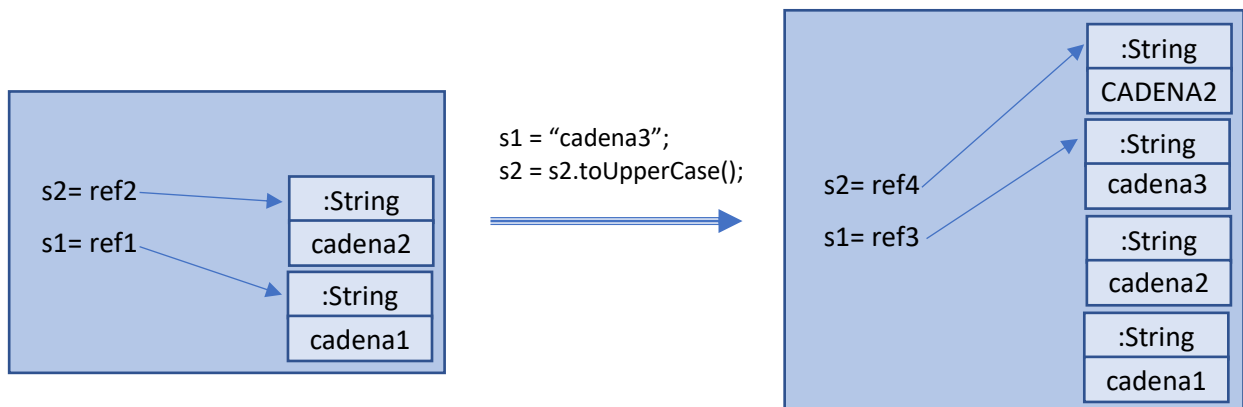 s2= ref2
s1= ref1
:String
cadena2
:String
cadena1
s1 = “cadena3”;
s2 = s2.toUpperCase();
s2= ref4
s1= ref3
:String
CADENA2
:String
cadena3
:String
cadena2
:String
cadena1